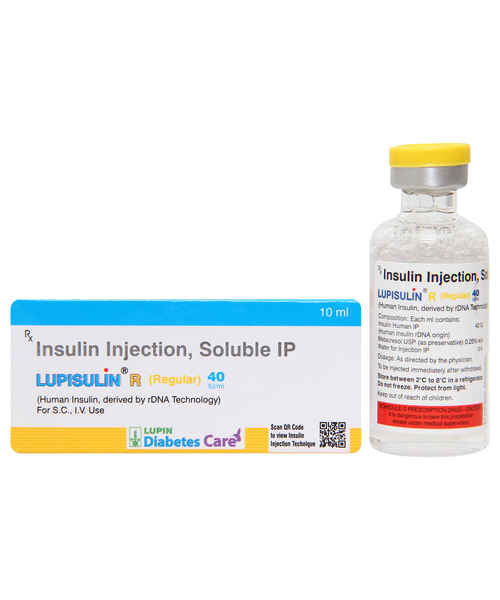 10 ml
Rx
Insulin Injection, Soluble IP
LUPISULIN® R (Regular) 40
IU/ml
(Human Insulin, derived by rDNA Technology)
For S.C., I.V. Use
LUPIN
Diabetes Care
Scan QR Code
to view Insulin
Injection Technique
Rx
Insulin Injection, So
LUPISULIN® R (Regular) 40
(Human Insulin, derived by rDNA Technology)
Composition: Each ml contains:
Insulin Human IP 40 IU
(Human Insulin rDNA origin)
Metacresol USP (as preservative) 0.25%
Water for Injection IP
Dosage: As directed by the physician.
To be injected immediately after withdrawal
Store between 2°C to 8°C in a refrigerator.
Do not freeze. Protect from light.
Keep out of reach of children.